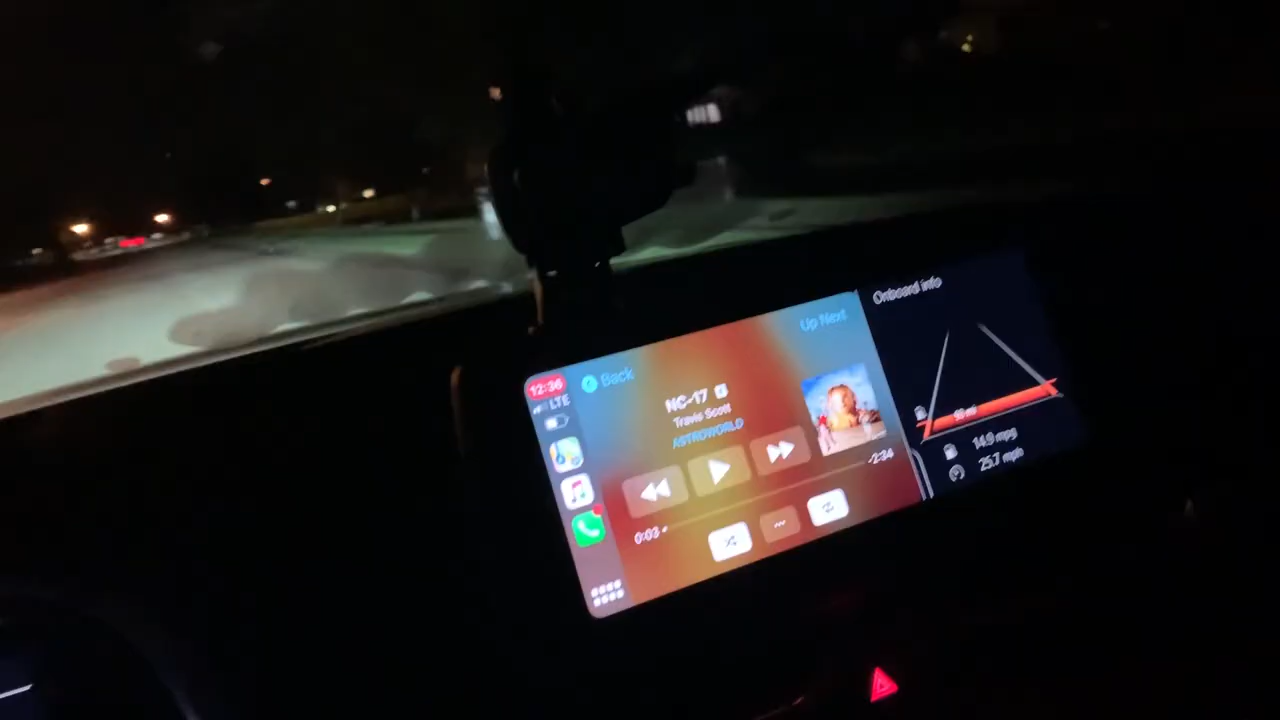 Onboard info
Up Next
12:36
Back
LTE
NC-17 E
Travis Scott
ASTROWORLD
-2:34
0:03
14.9 mpg
25.7 mph